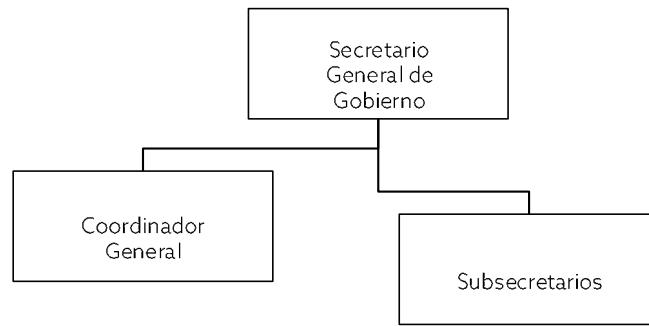 Secretario
General de
Gobierno
Coordinador
General
Subsecretarios